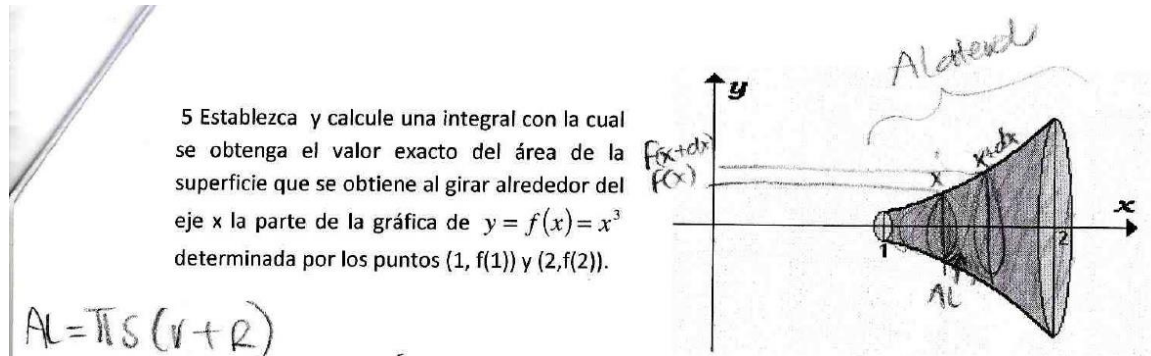 5 Establezca y calcule una integral con la cual
se obtenga el valor exacto del área de la
superficie que se obtiene al girar alrededor del
eje x la parte de la gráfica de y = f(x) = x³
determinada por los puntos (1, f(1)) y (2,f(2)).
AL = πs(r + R)
y
f(x+dx)
f(x)
x
x+dx
x
1
2
AL